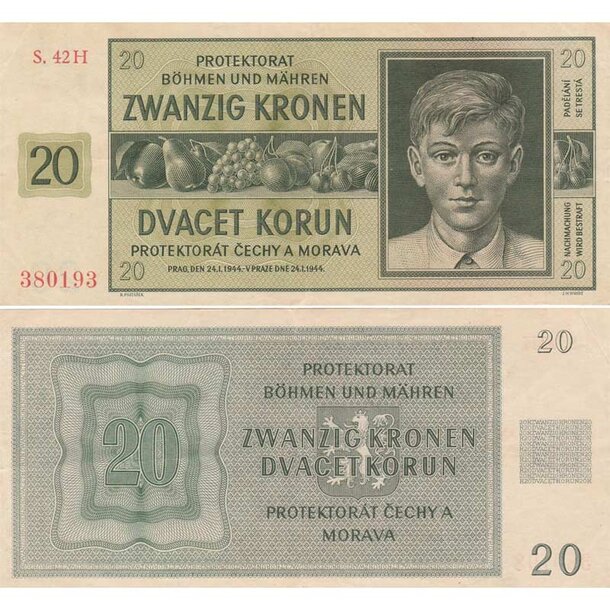 S. 42H
20
PROTEKTORAT
BÖHMEN UND MÄHREN
ZWANZIG KRONEN
20
DVACET KORUN
PROTEKTORÁT ČECHY A MORAVA
PRAG, DEN 24.I.1944.-V PRAZE DNE 24.I.1944.
380193
20
20
PADĚLÁNÍ
SE TRESTÁ
NACHMACHUNG
WIRD BESTRAFT
20
PROTEKTORAT
BÖHMEN UND MÄHREN
20
ZWANZIG KRONEN
DVACET KORUN
PROTEKTORÁT ČECHY A
MORAVA
20
20